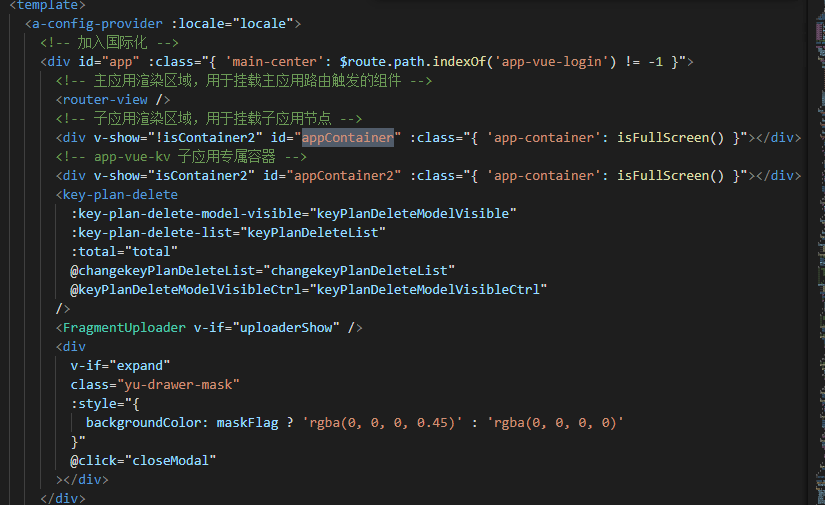 <template>
<a-config-provider :locale="locale">
<!-- 加入国际化 -->
<div id="app" :class="{ 'main-center': $route.path.indexOf('app-vue-login') != -1 }">
<!-- 主应用渲染区域，用于挂载主应用路由触发的组件 -->
<router-view />
<!-- 子应用渲染区域，用于挂载子应用节点 -->
<div v-show="!isContainer2" id="appContainer" :class="{ 'app-container': isFullScreen() }"></div>
<!-- app-vue-kv 子应用专属容器 -->
<div v-show="isContainer2" id="appContainer2" :class="{ 'app-container': isFullScreen() }"></div>
<key-plan-delete
:key-plan-delete-model-visible="keyPlanDeleteModelVisible"
:key-plan-delete-list="keyPlanDeleteList"
:total="total"
@changekeyPlanDeleteList="changekeyPlanDeleteList"
@keyPlanDeleteModelVisibleCtrl="keyPlanDeleteModelVisibleCtrl"
/>
<FragmentUploader v-if="uploaderShow" />
<div
v-if="expand"
class="yu-drawer-mask"
:style="{
backgroundColor: maskFlag ? 'rgba(0, 0, 0, 0.45)' : 'rgba(0, 0, 0, 0)'
}"
@click="closeModal"
></div>
</div>